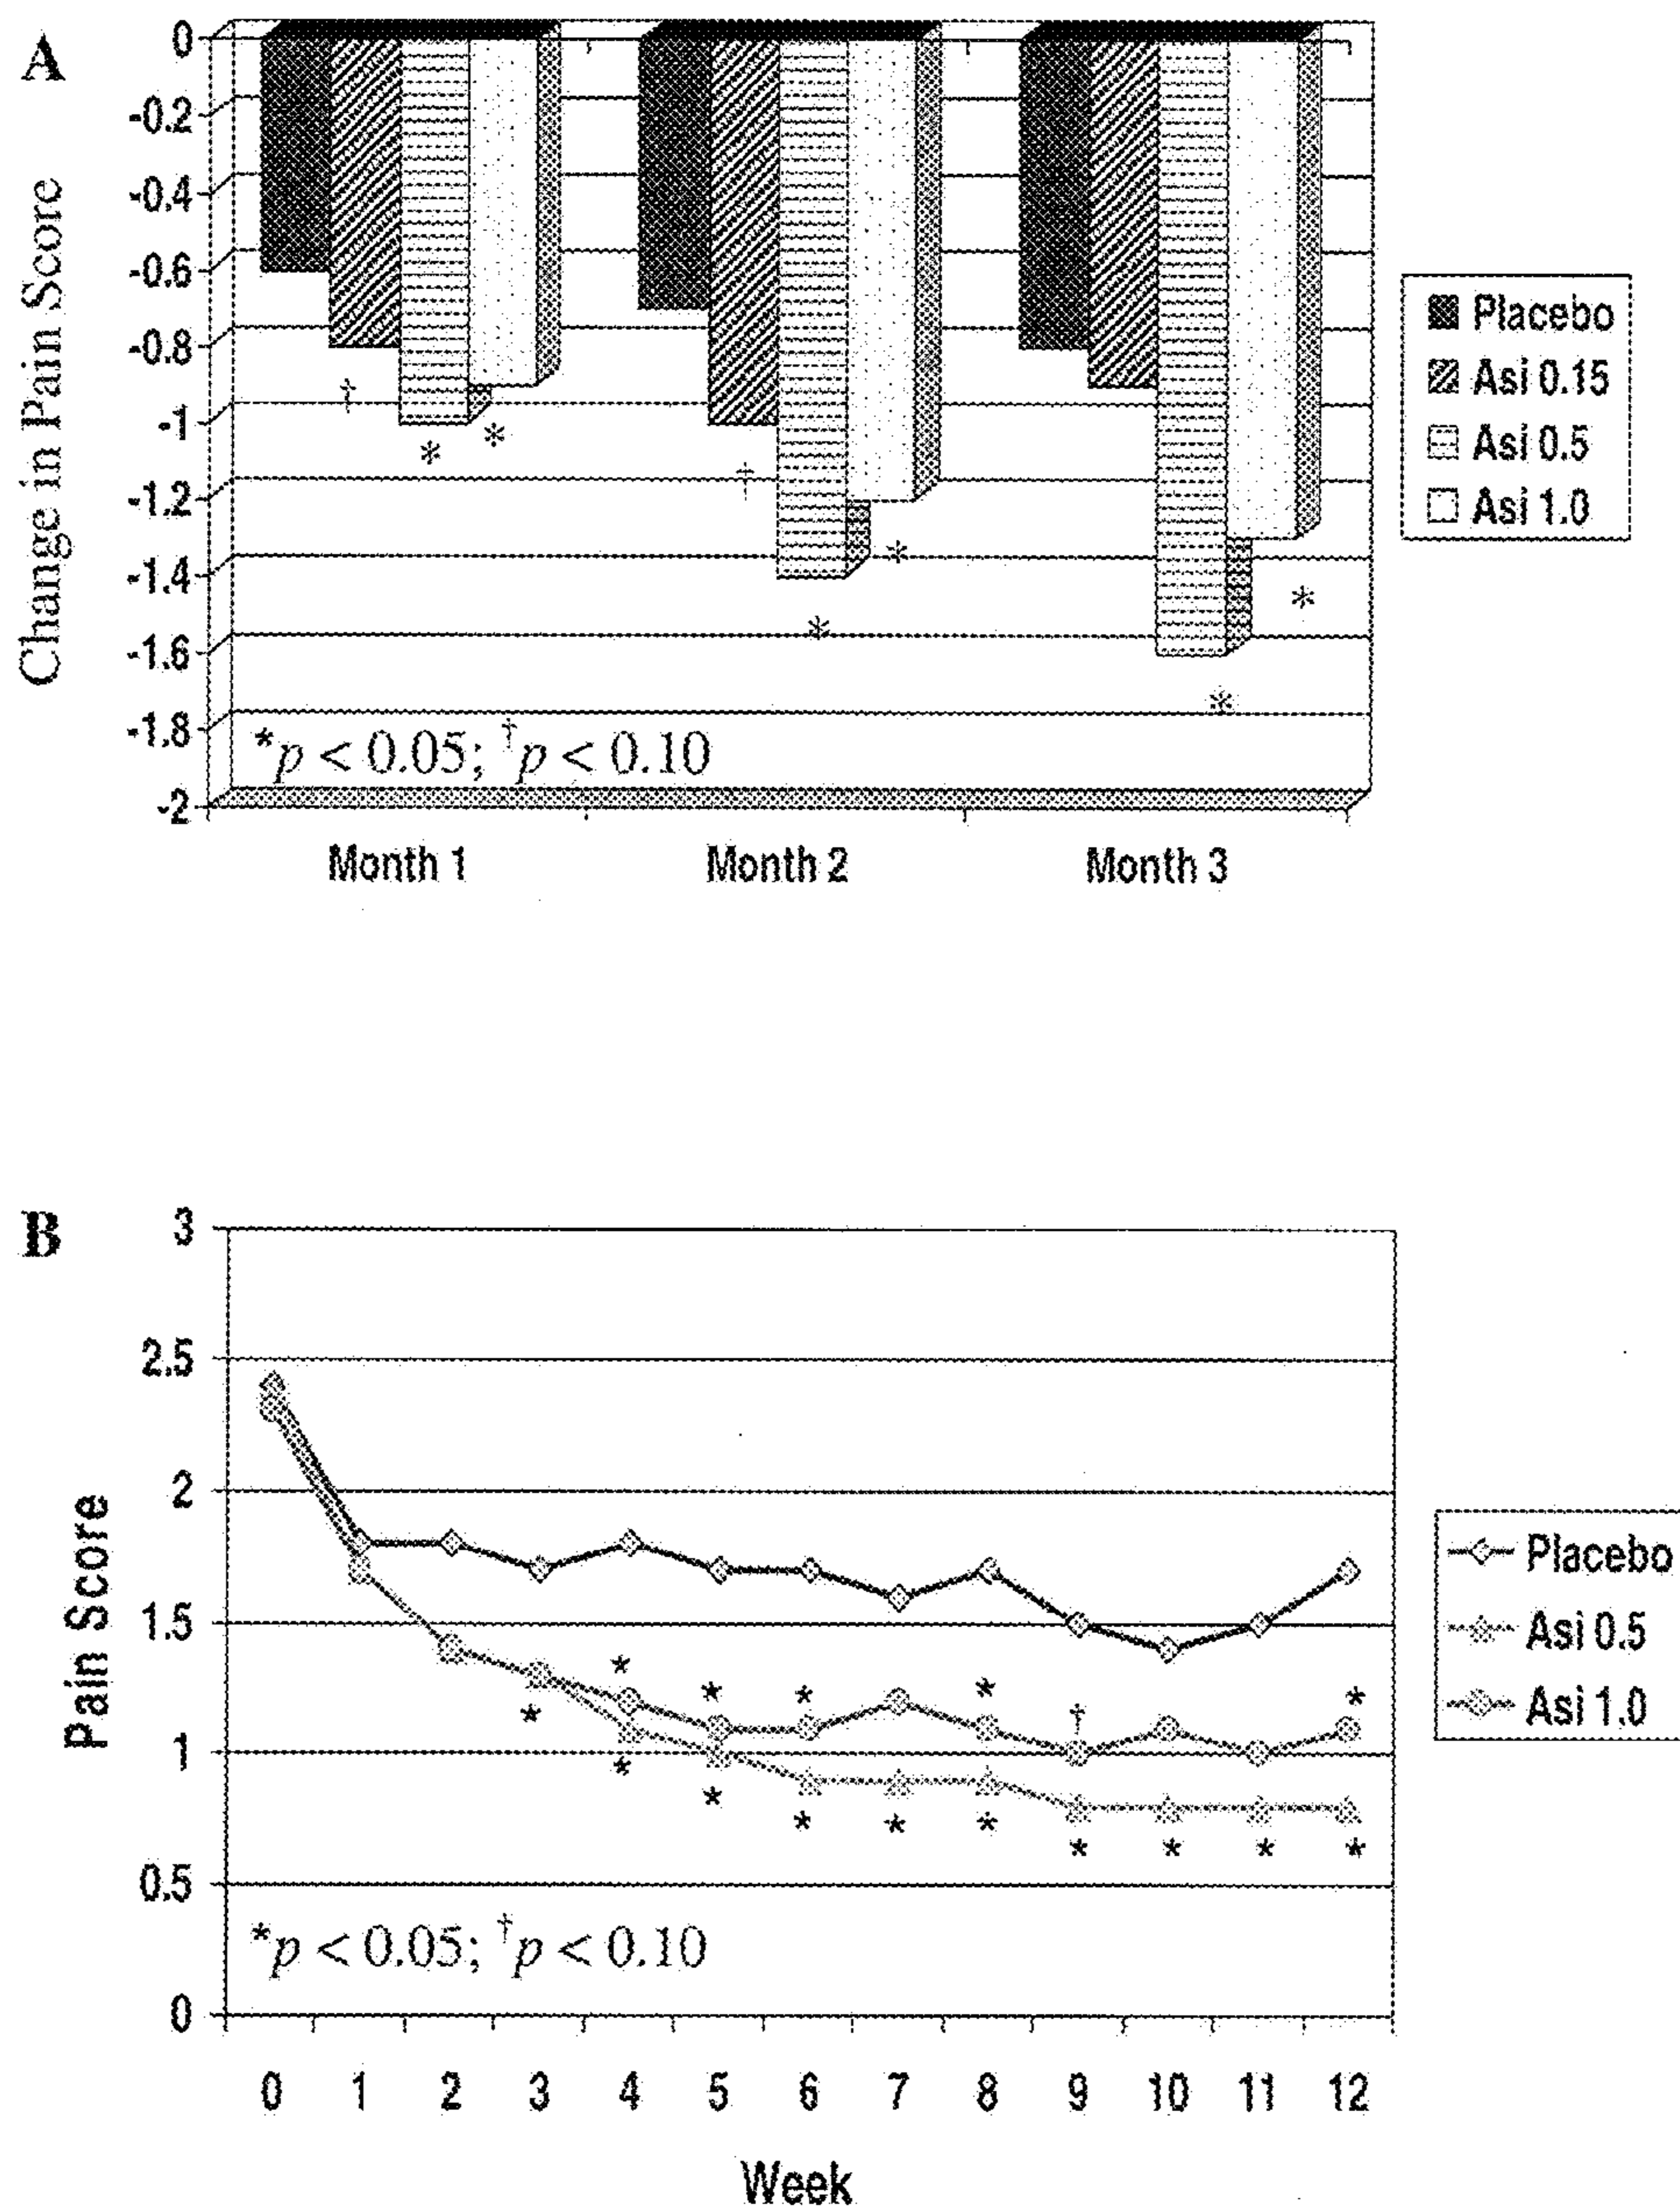 A
Change in Pain Score
0
-0.2
-0.4
-0.6
-0.8
-1
-1.2
-1.4
-1.6
-1.8
-2
†
*
*
†
*
*
*
*
*p < 0.05; †p < 0.10
Month 1 Month 2 Month 3
Placebo
Asi 0.15
Asi 0.5
Asi 1.0
B
Pain Score
3
2.5
2
1.5
1
0.5
0
* * * * † *
* * * * * * * * * *
*p < 0.05; †p < 0.10
0 1 2 3 4 5 6 7 8 9 10 11 12
Week
Placebo
Asi 0.5
Asi 1.0